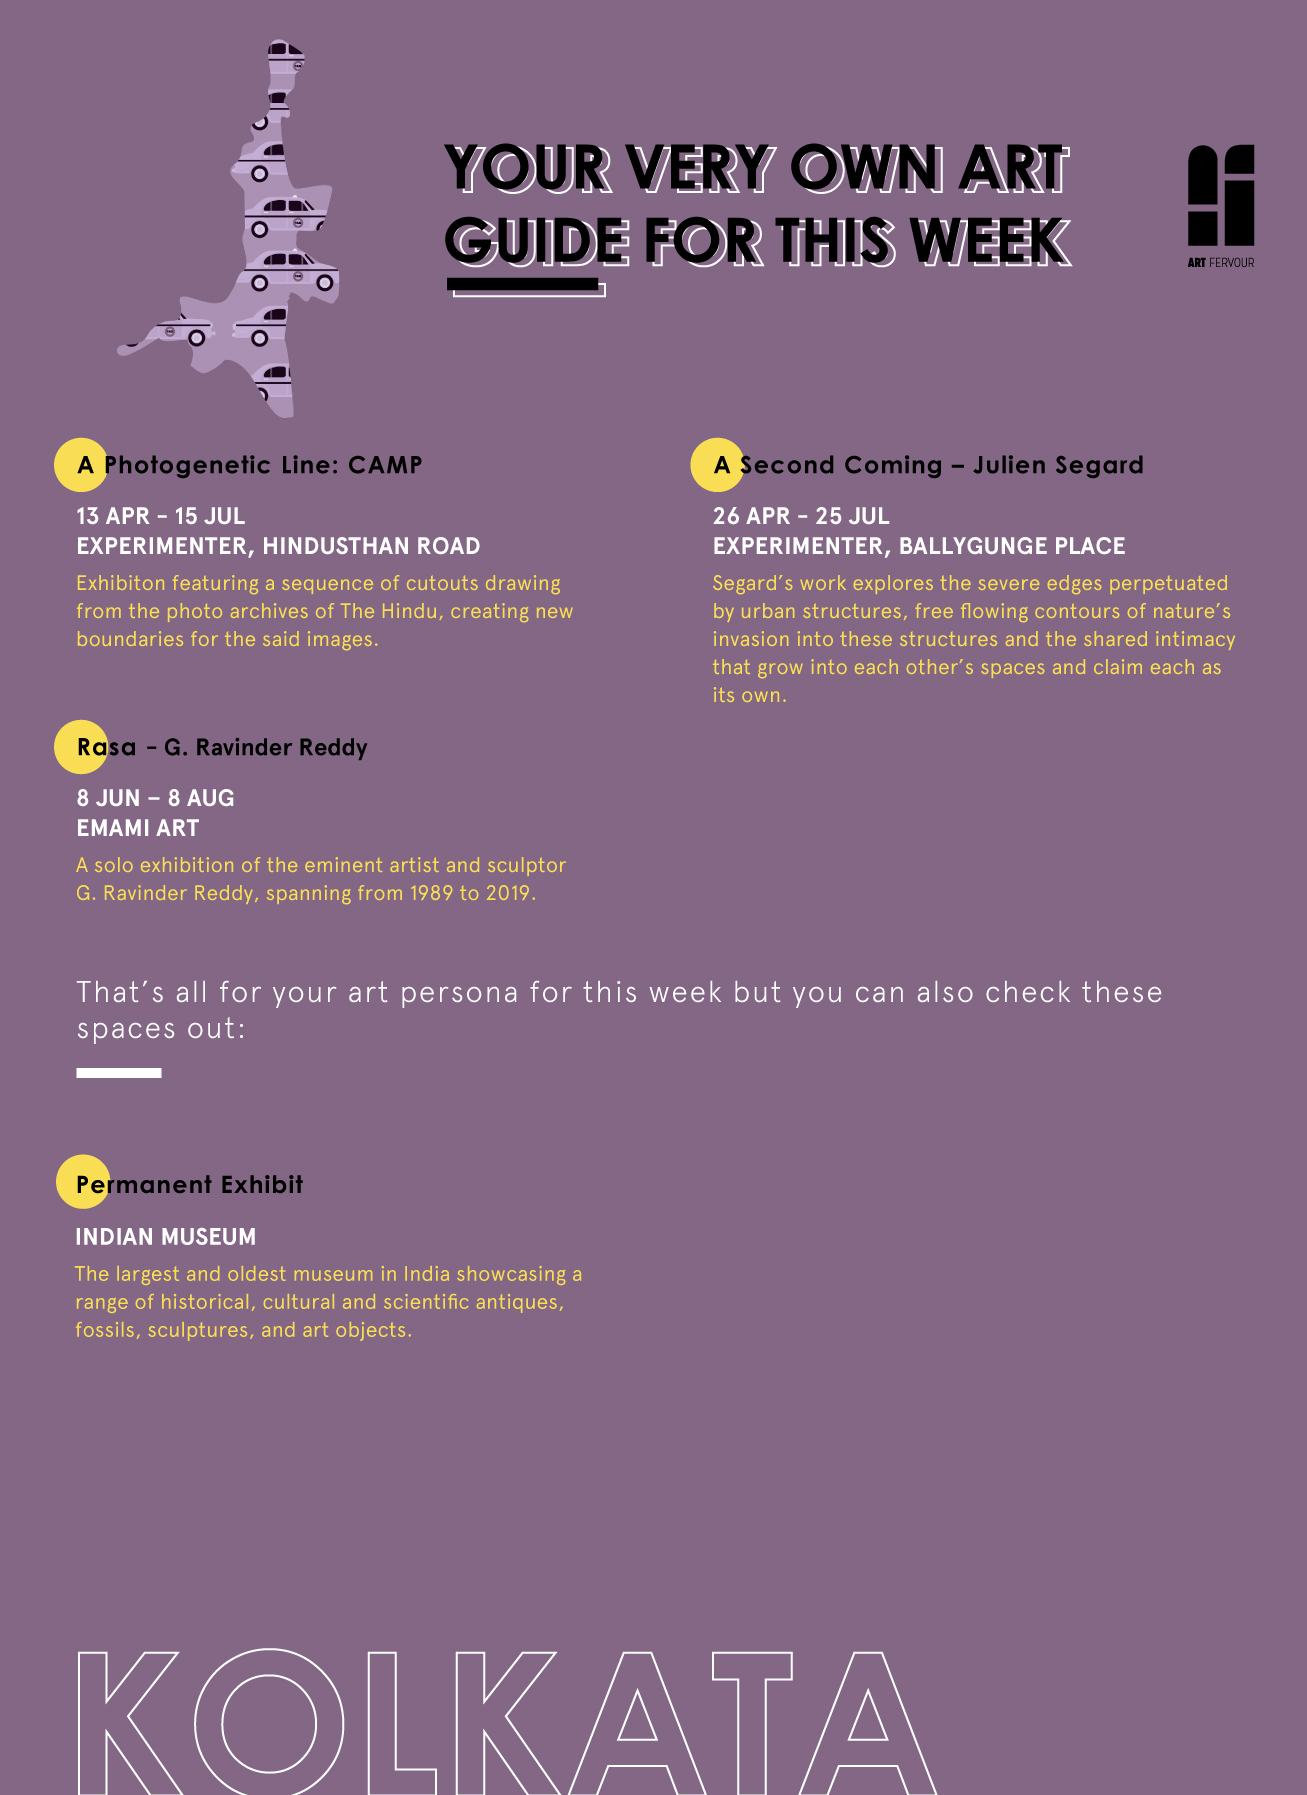 YOUR VERY OWN ART
GUIDE FOR THIS WEEK
ART FERVOUR
A Photogenetic Line: CAMP
13 APR - 15 JUL
EXPERIMENTER, HINDUSTHAN ROAD
Exhibiton featuring a sequence of cutouts drawing
from the photo archives of The Hindu, creating new
boundaries for the said images.
A Second Coming – Julien Segard
26 APR - 25 JUL
EXPERIMENTER, BALLYGUNGE PLACE
Segard's work explores the severe edges perpetuated
by urban structures, free flowing contours of nature's
invasion into these structures and the shared intimacy
that grow into each other's spaces and claim each as
its own.
Rasa - G. Ravinder Reddy
8 JUN – 8 AUG
EMAMI ART
A solo exhibition of the eminent artist and sculptor
G. Ravinder Reddy, spanning from 1989 to 2019.
That's all for your art persona for this week but you can also check these
spaces out:
Permanent Exhibit
INDIAN MUSEUM
The largest and oldest museum in India showcasing a
range of historical, cultural and scientific antiques,
fossils, sculptures, and art objects.
KOLKATA